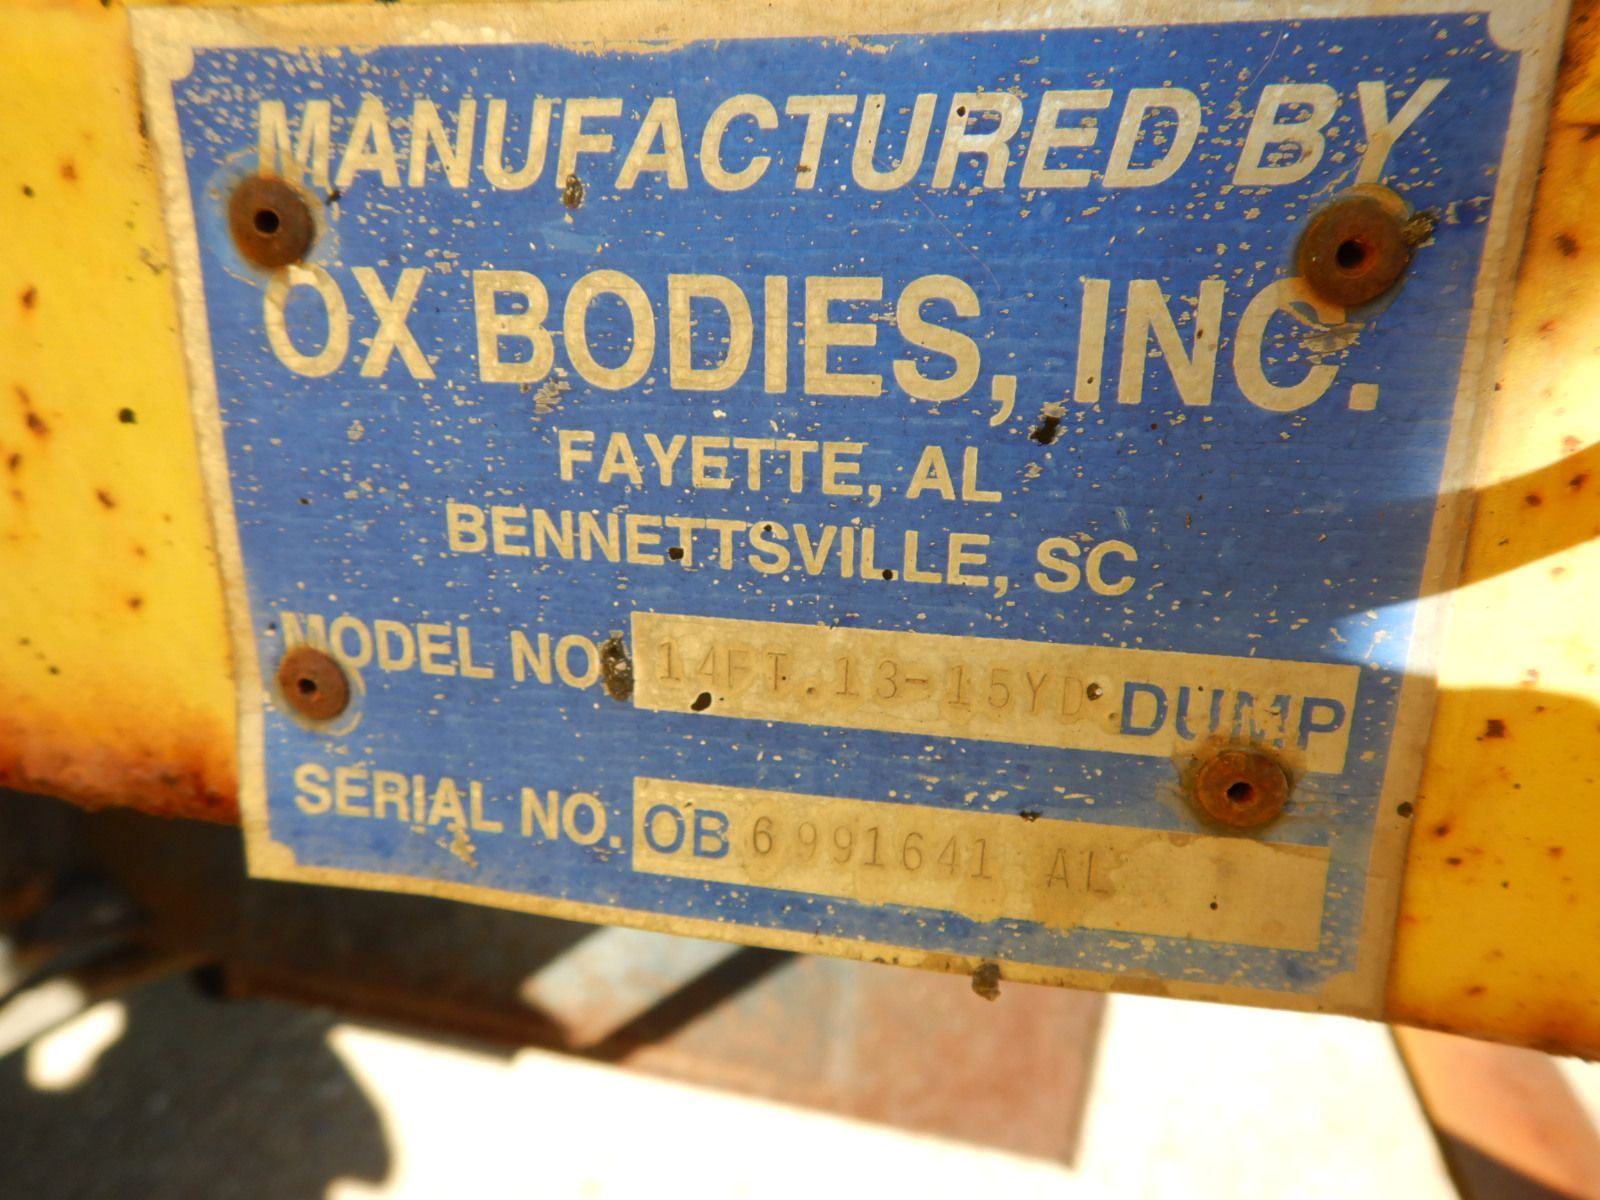 MANUFACTURED BY
OX BODIES, INC.
FAYETTE, AL
BENNETTSVILLE, SC
MODEL NO. 14FT.13-15YD. DUMP
SERIAL NO. OB 6991641 AL